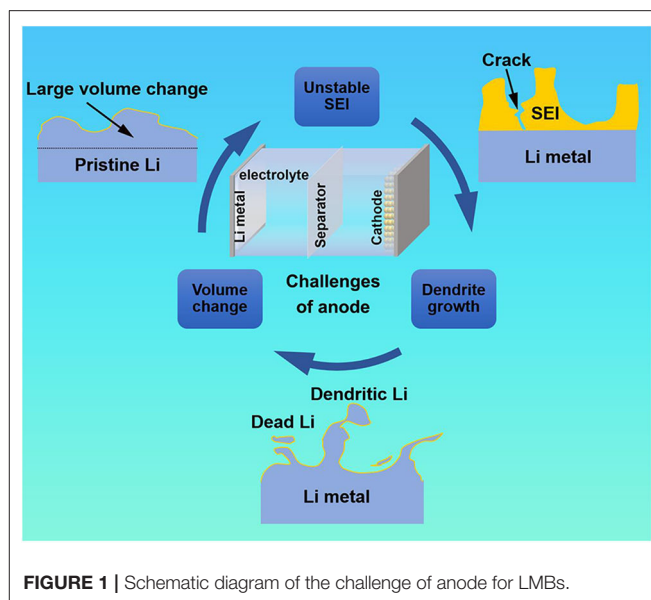 Unstable
SEI
Large volume change
Pristine Li
Crack
SEI
Li metal
electrolyte
Li metal
Separator
Cathode
Volume
change
Challenges
of anode
Dendrite
growth
Dendritic Li
Dead Li
Li metal
FIGURE 1 | Schematic diagram of the challenge of anode for LMBs.